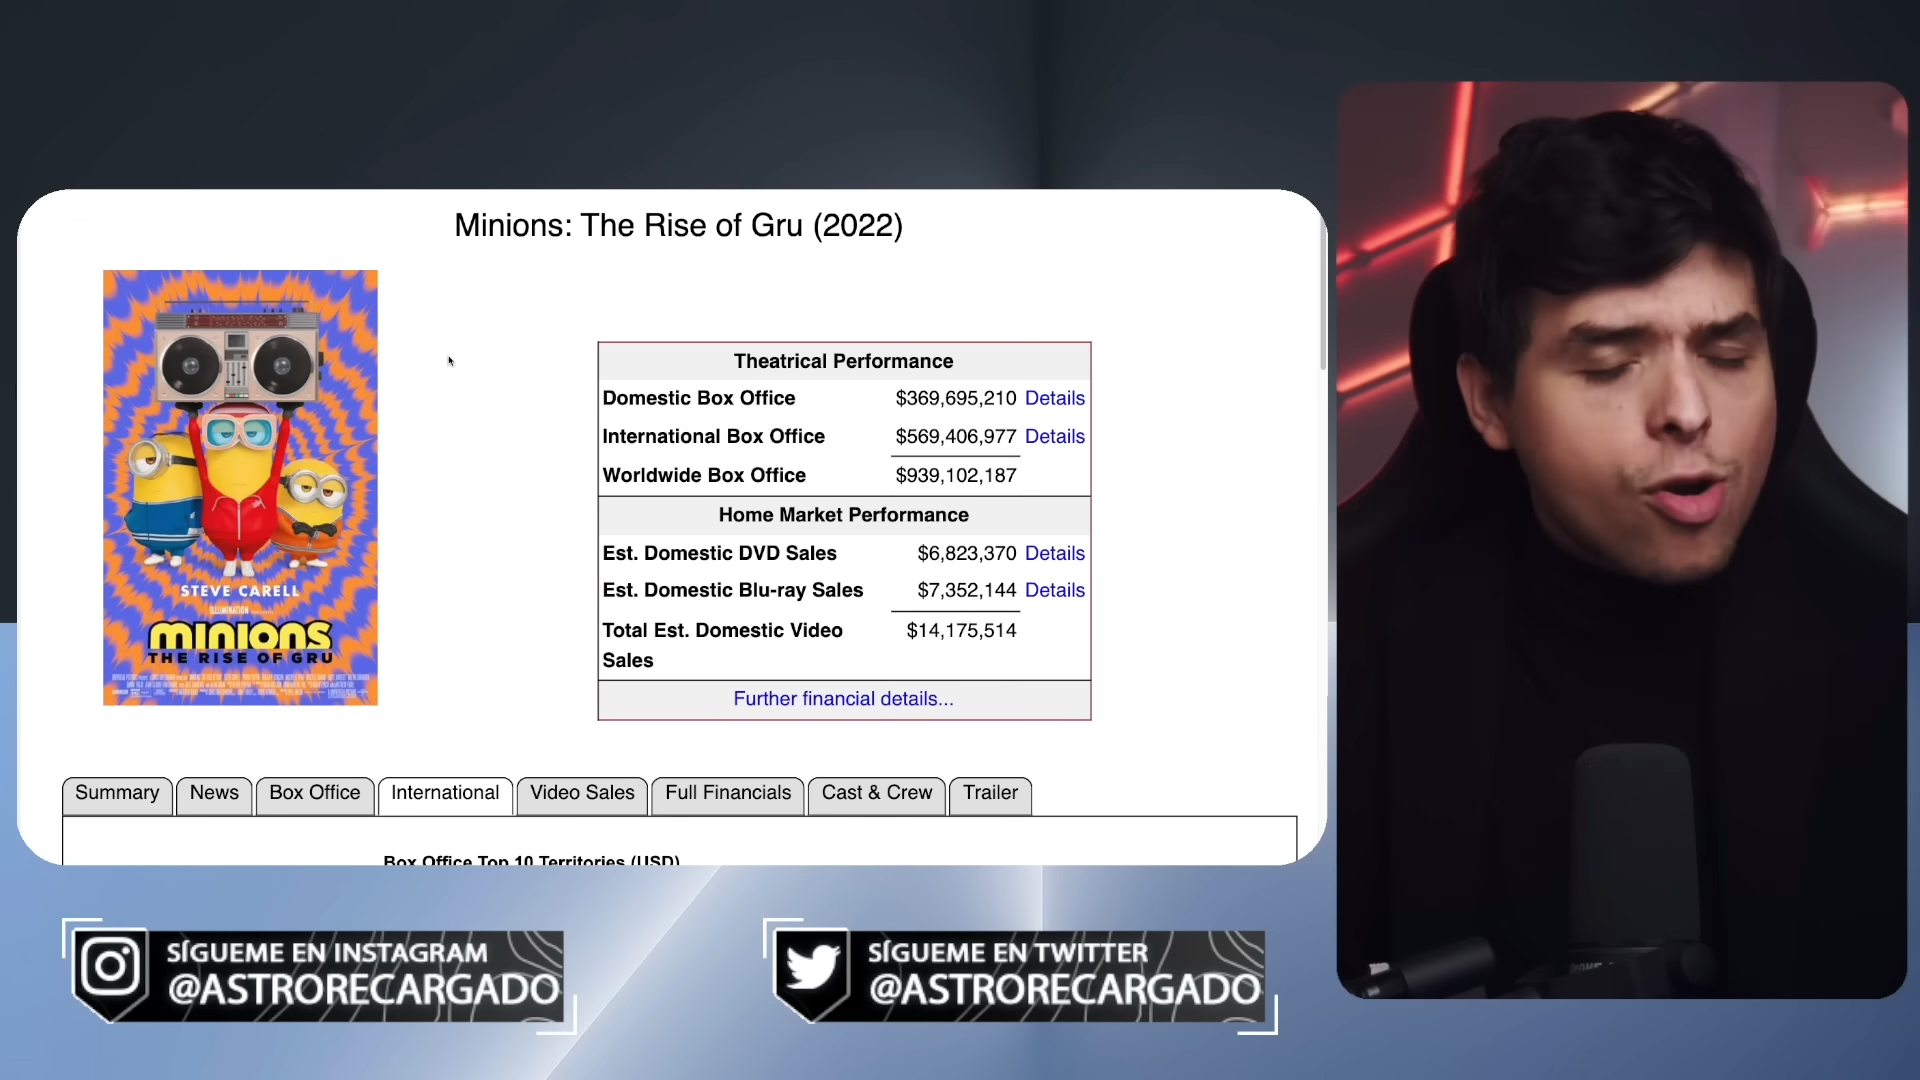 Minions: The Rise of Gru (2022)
STEVE CARELL
ILLUMINATION
MINIONS
THE RISE OF GRU
Theatrical Performance
Domestic Box Office $369,695,210 Details
International Box Office $569,406,977 Details
Worldwide Box Office $939,102,187
Home Market Performance
Est. Domestic DVD Sales $6,823,370 Details
Est. Domestic Blu-ray Sales $7,352,144 Details
Total Est. Domestic Video $14,175,514
Sales
Further financial details...
Summary News Box Office International Video Sales Full Financials Cast & Crew Trailer
Box Office Top 10 Territories (USD)
SÍGUEME EN INSTAGRAM
@ASTRORECARGADO
SÍGUEME EN TWITTER
@ASTRORECARGADO